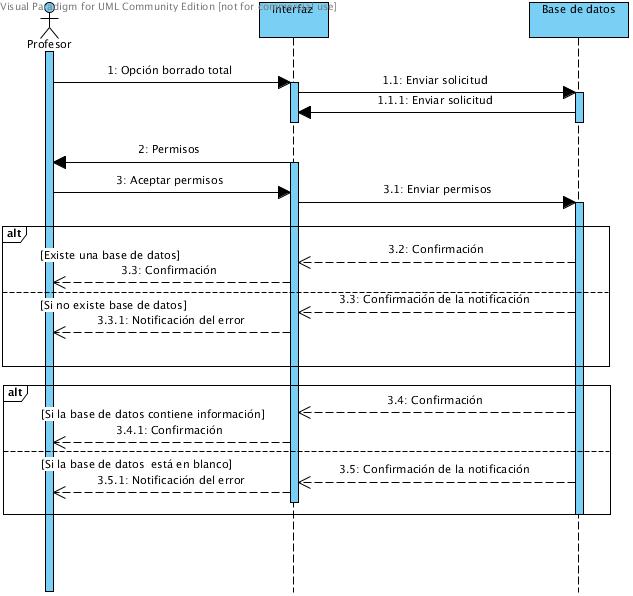 Visual Paradigm for UML Community Edition [not for commercial use]
Interfaz
Base de datos
Profesor
1: Opción borrado total
1.1: Enviar solicitud
1.1.1: Enviar solicitud
2: Permisos
3: Aceptar permisos
3.1: Enviar permisos
alt
[Existe una base de datos]
3.2: Confirmación
3.3: Confirmación
[Si no existe base de datos]
3.3: Confirmación de la notificación
3.3.1: Notificación del error
alt
3.4: Confirmación
[Si la base de datos contiene información]
3.4.1: Confirmación
[Si la base de datos está en blanco]
3.5: Confirmación de la notificación
3.5.1: Notificación del error